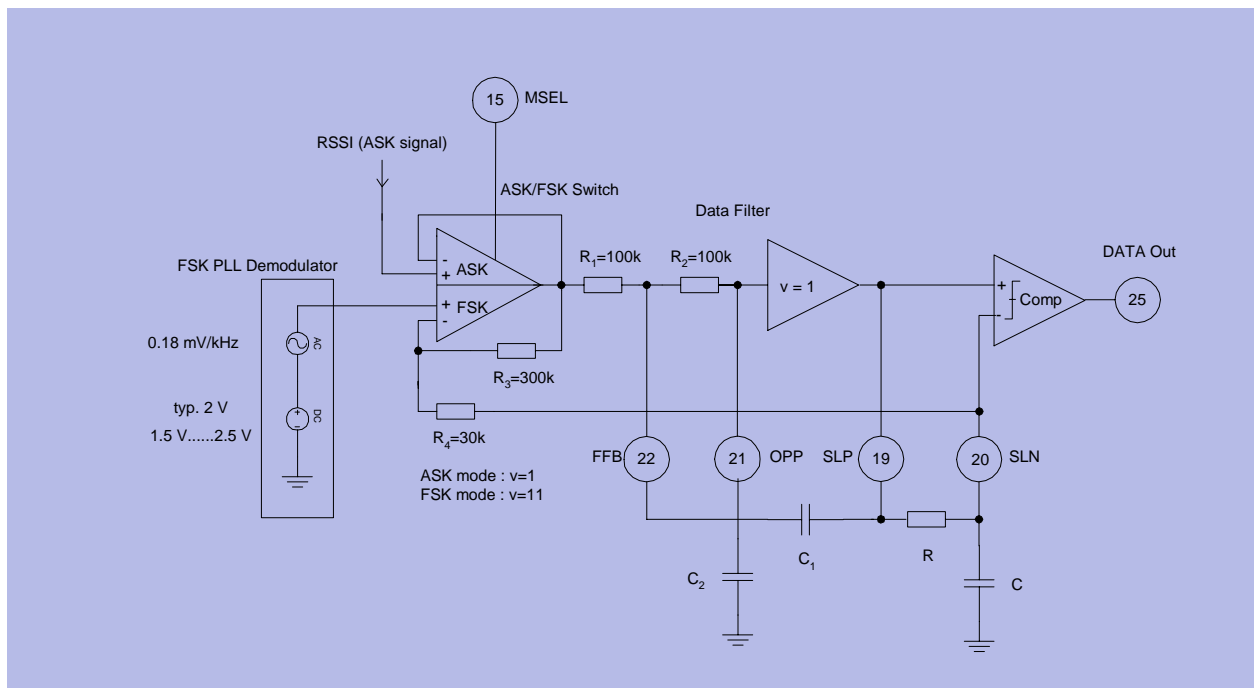 15
MSEL
RSSI (ASK signal)
ASK/FSK Switch
Data Filter
FSK PLL Demodulator
R1=100k
R2=100k
DATA Out
-
+
ASK
+
FSK
-
v = 1
+
-
Comp
25
AC
0.18 mV/kHz
R3=300k
typ. 2 V
1.5 V......2.5 V
+
-
DC
R4=30k
FFB
22
21
OPP
SLP
19
20
SLN
ASK mode : v=1
FSK mode : v=11
C1
R
C2
C